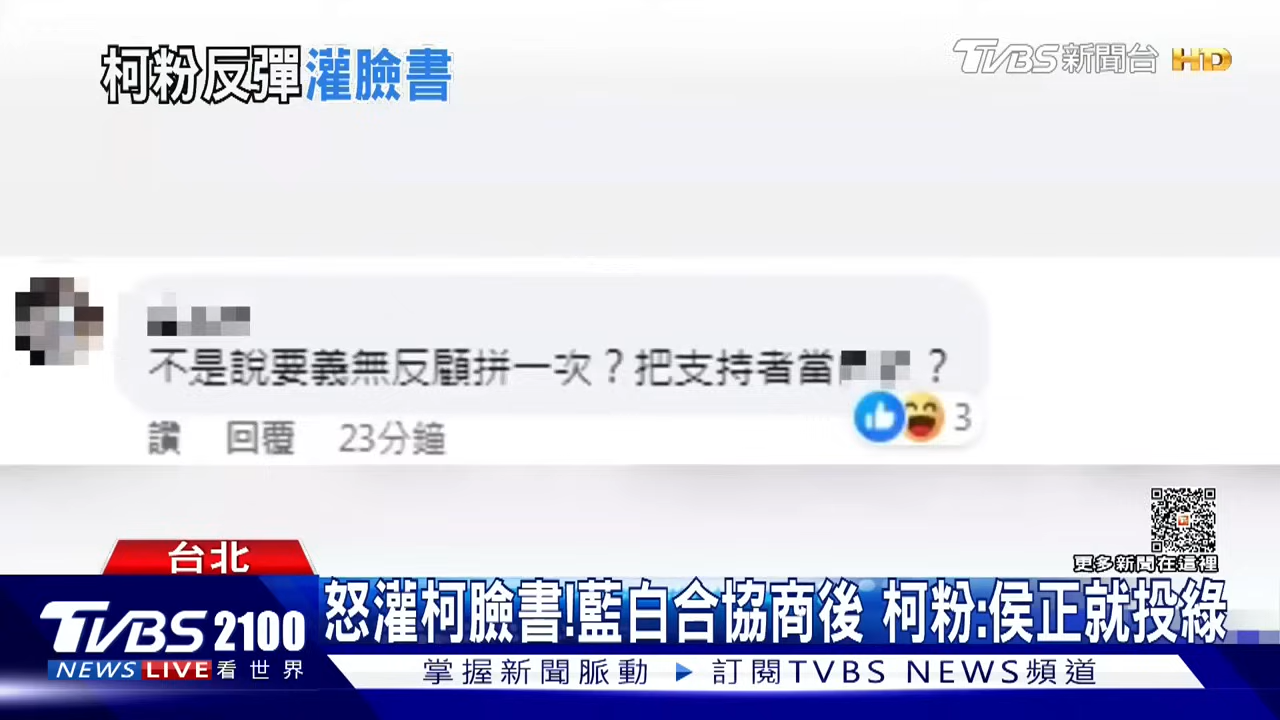 柯粉反彈灌臉書
TVBS新聞台 HD
不是說要義無反顧拼一次？把支持者當 ？
讚 回覆 23分鐘
3
更多新聞在這裡
台北
怒灌柯臉書!藍白合協商後 柯粉:侯正就投綠
TVBS 2100
NEWS LIVE 看世界
掌握新聞脈動 ▶ 訂閱TVBS NEWS頻道